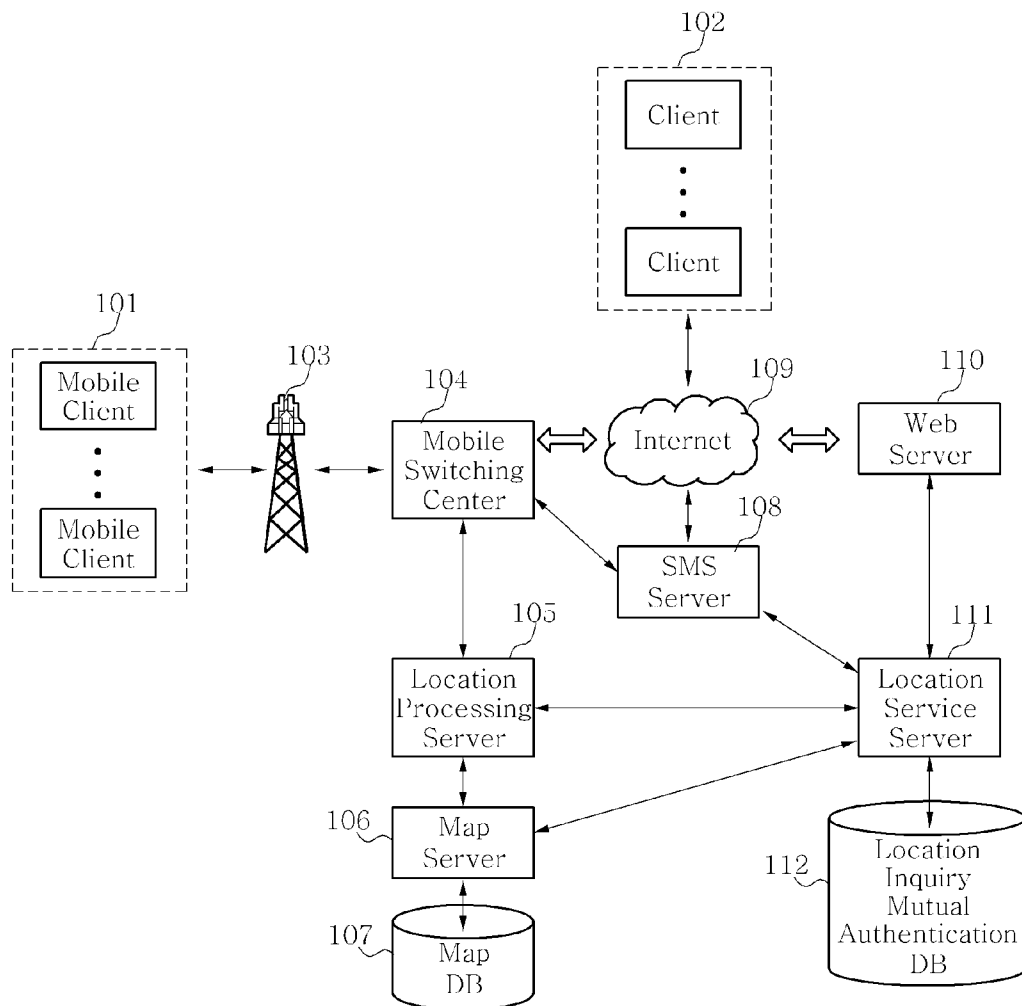 102
Client
Client
101
Mobile
Client
Mobile
Client
103
104
Mobile
Switching
Center
109
Internet
110
Web
Server
108
SMS
Server
105
Location
Processing
Server
111
Location
Service
Server
106
Map
Server
107
Map
DB
112
Location
Inquiry
Mutual
Authentication
DB